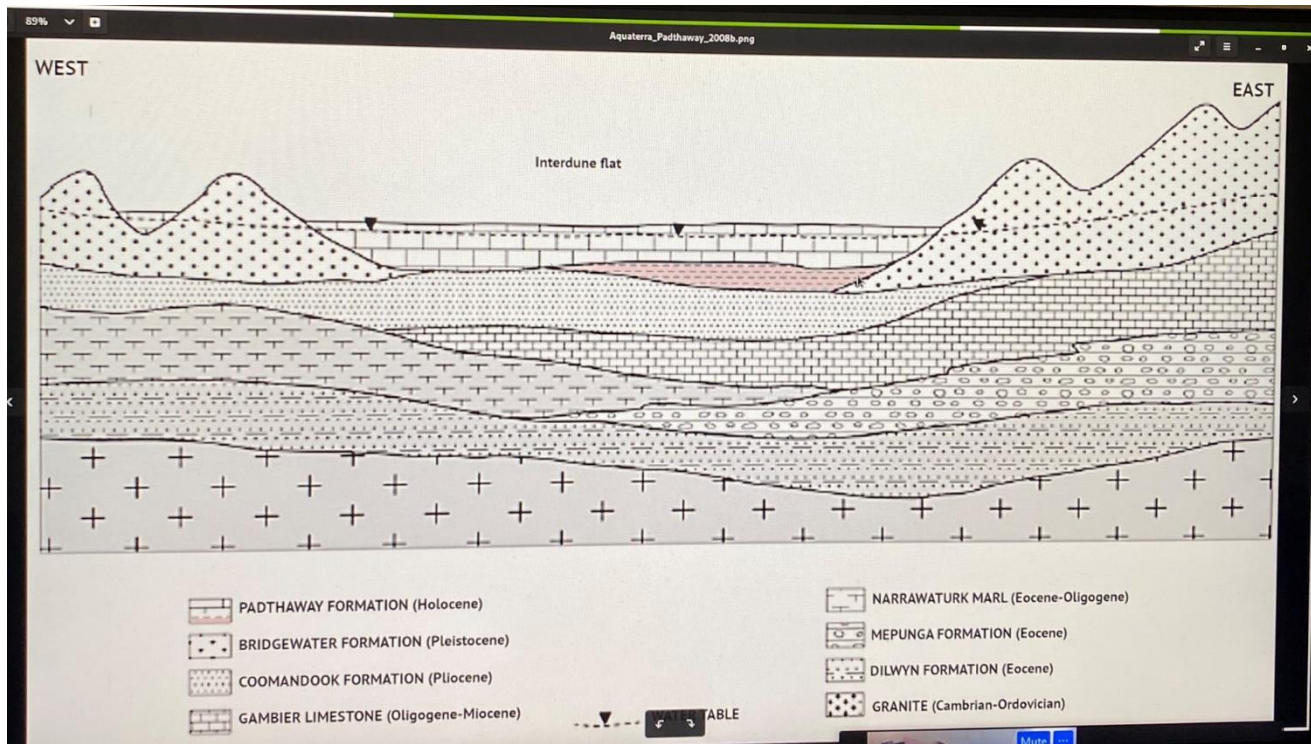 89%
Aquaterra_Padthaway_2008b.png
WEST
EAST
Interdune flat
PADTHAWAY FORMATION (Holocene)
BRIDGEWATER FORMATION (Pleistocene)
COOMANDOOK FORMATION (Pliocene)
GAMBIER LIMESTONE (Oligogene-Miocene)
WATER TABLE
NARRAWATURK MARL (Eocene-Oligogene)
MEPUNGA FORMATION (Eocene)
DILWYN FORMATION (Eocene)
GRANITE (Cambrian-Ordovician)
Mute